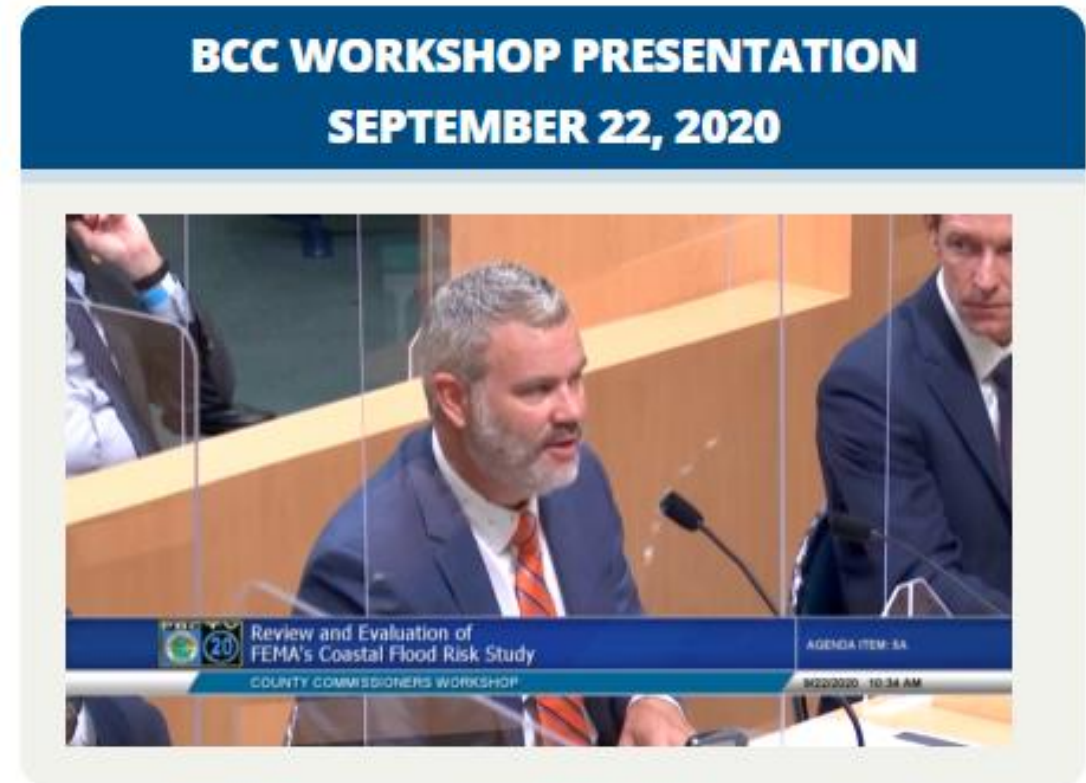 BCC WORKSHOP PRESENTATION
SEPTEMBER 22, 2020
20
Review and Evaluation of
FEMA's Coastal Flood Risk Study
AGENDA ITEM: 5A
COUNTY COMMISSIONERS WORKSHOP
9/22/2020 10:34 AM